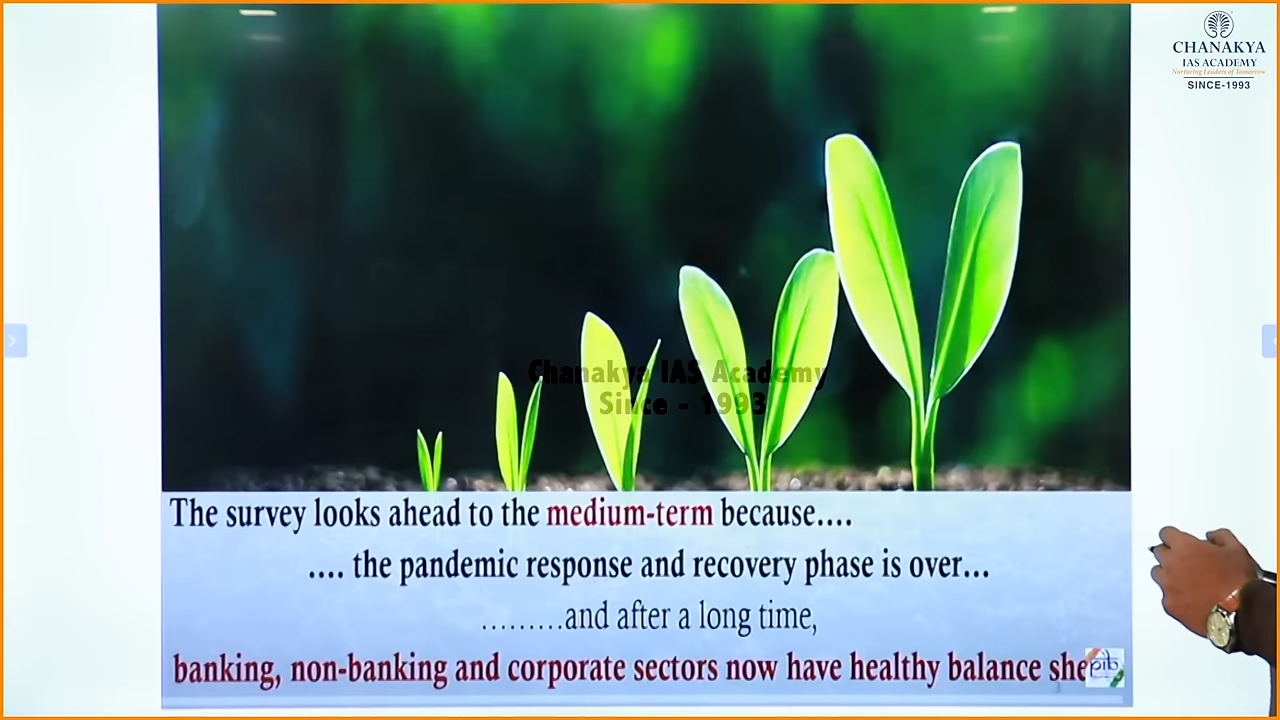 CHANAKYA
IAS ACADEMY
Nurturing Leaders of Tomorrow
SINCE-1993
Chanakya IAS Academy
Since - 1993
The survey looks ahead to the medium-term because....
.... the pandemic response and recovery phase is over...
.........and after a long time,
banking, non-banking and corporate sectors now have healthy balance she
pib